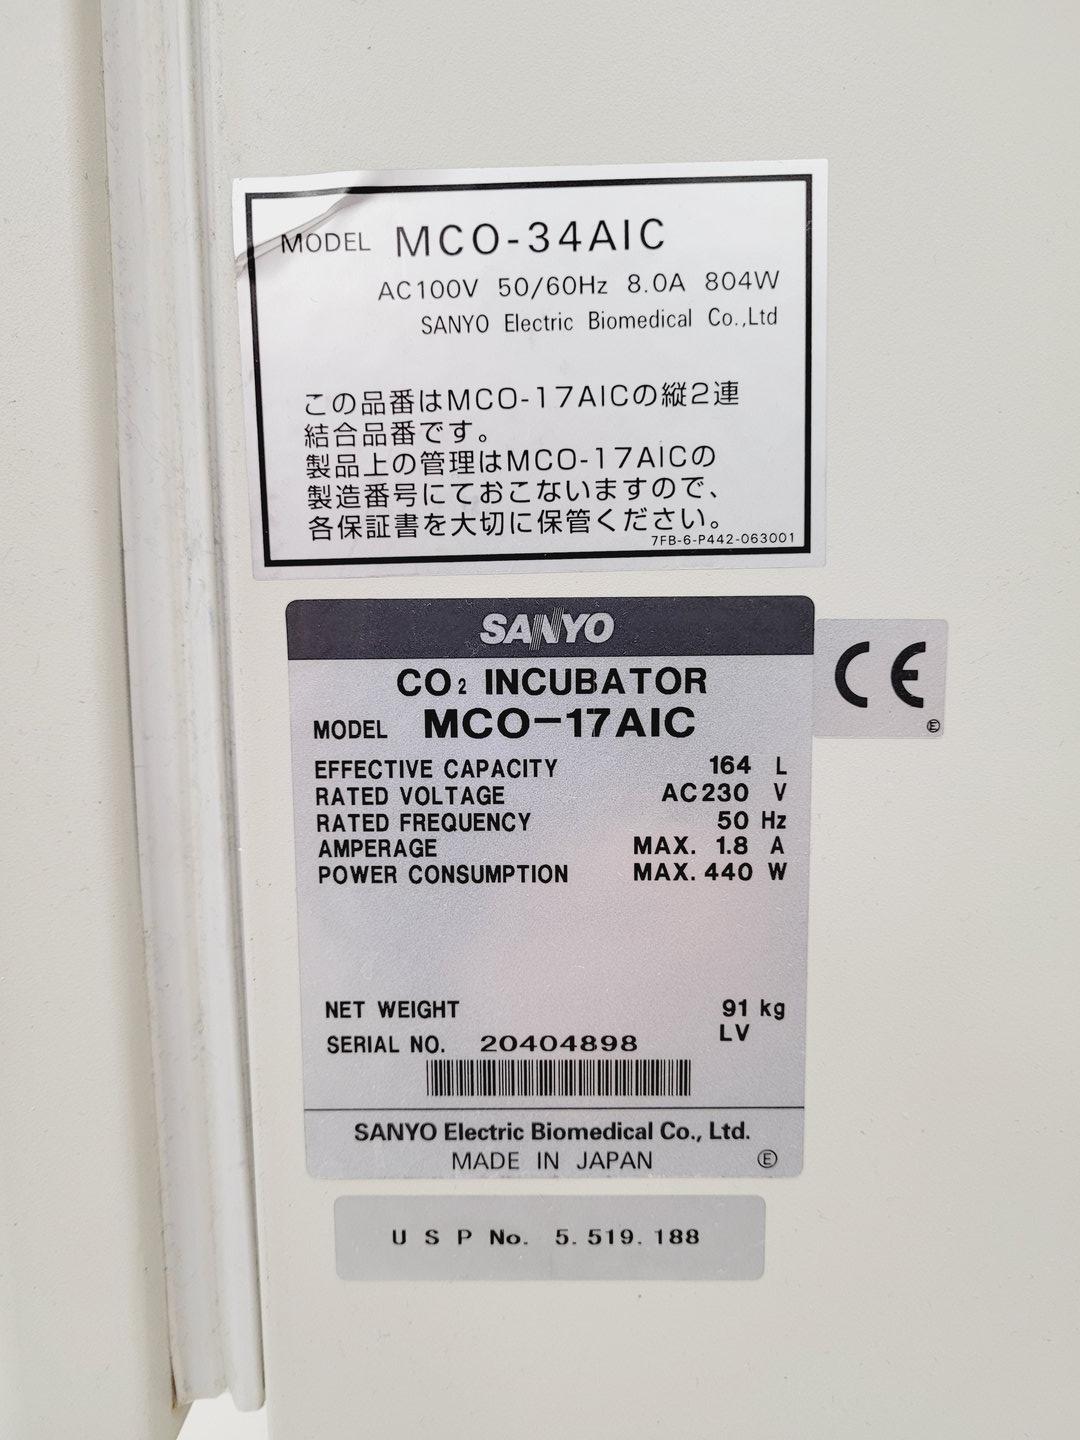 MODEL MCO-34AIC
AC100V 50/60Hz 8.0A 804W
SANYO Electric Biomedical Co.,Ltd
この品番はMCO-17AICの縦2連
結合品番です。
製品上の管理はMCO-17AICの
製造番号にておこないますので、
各保証書を大切に保管ください。
7FB-6-P442-063001
SANYO
CO2 INCUBATOR
MODEL MCO-17AIC
EFFECTIVE CAPACITY 164 L
RATED VOLTAGE AC230 V
RATED FREQUENCY 50 Hz
AMPERAGE MAX. 1.8 A
POWER CONSUMPTION MAX. 440 W
NET WEIGHT 91 kg
LV
SERIAL NO. 20404898
SANYO Electric Biomedical Co., Ltd.
MADE IN JAPAN Ⓔ
CE
Ⓔ
U S P No. 5. 519. 188